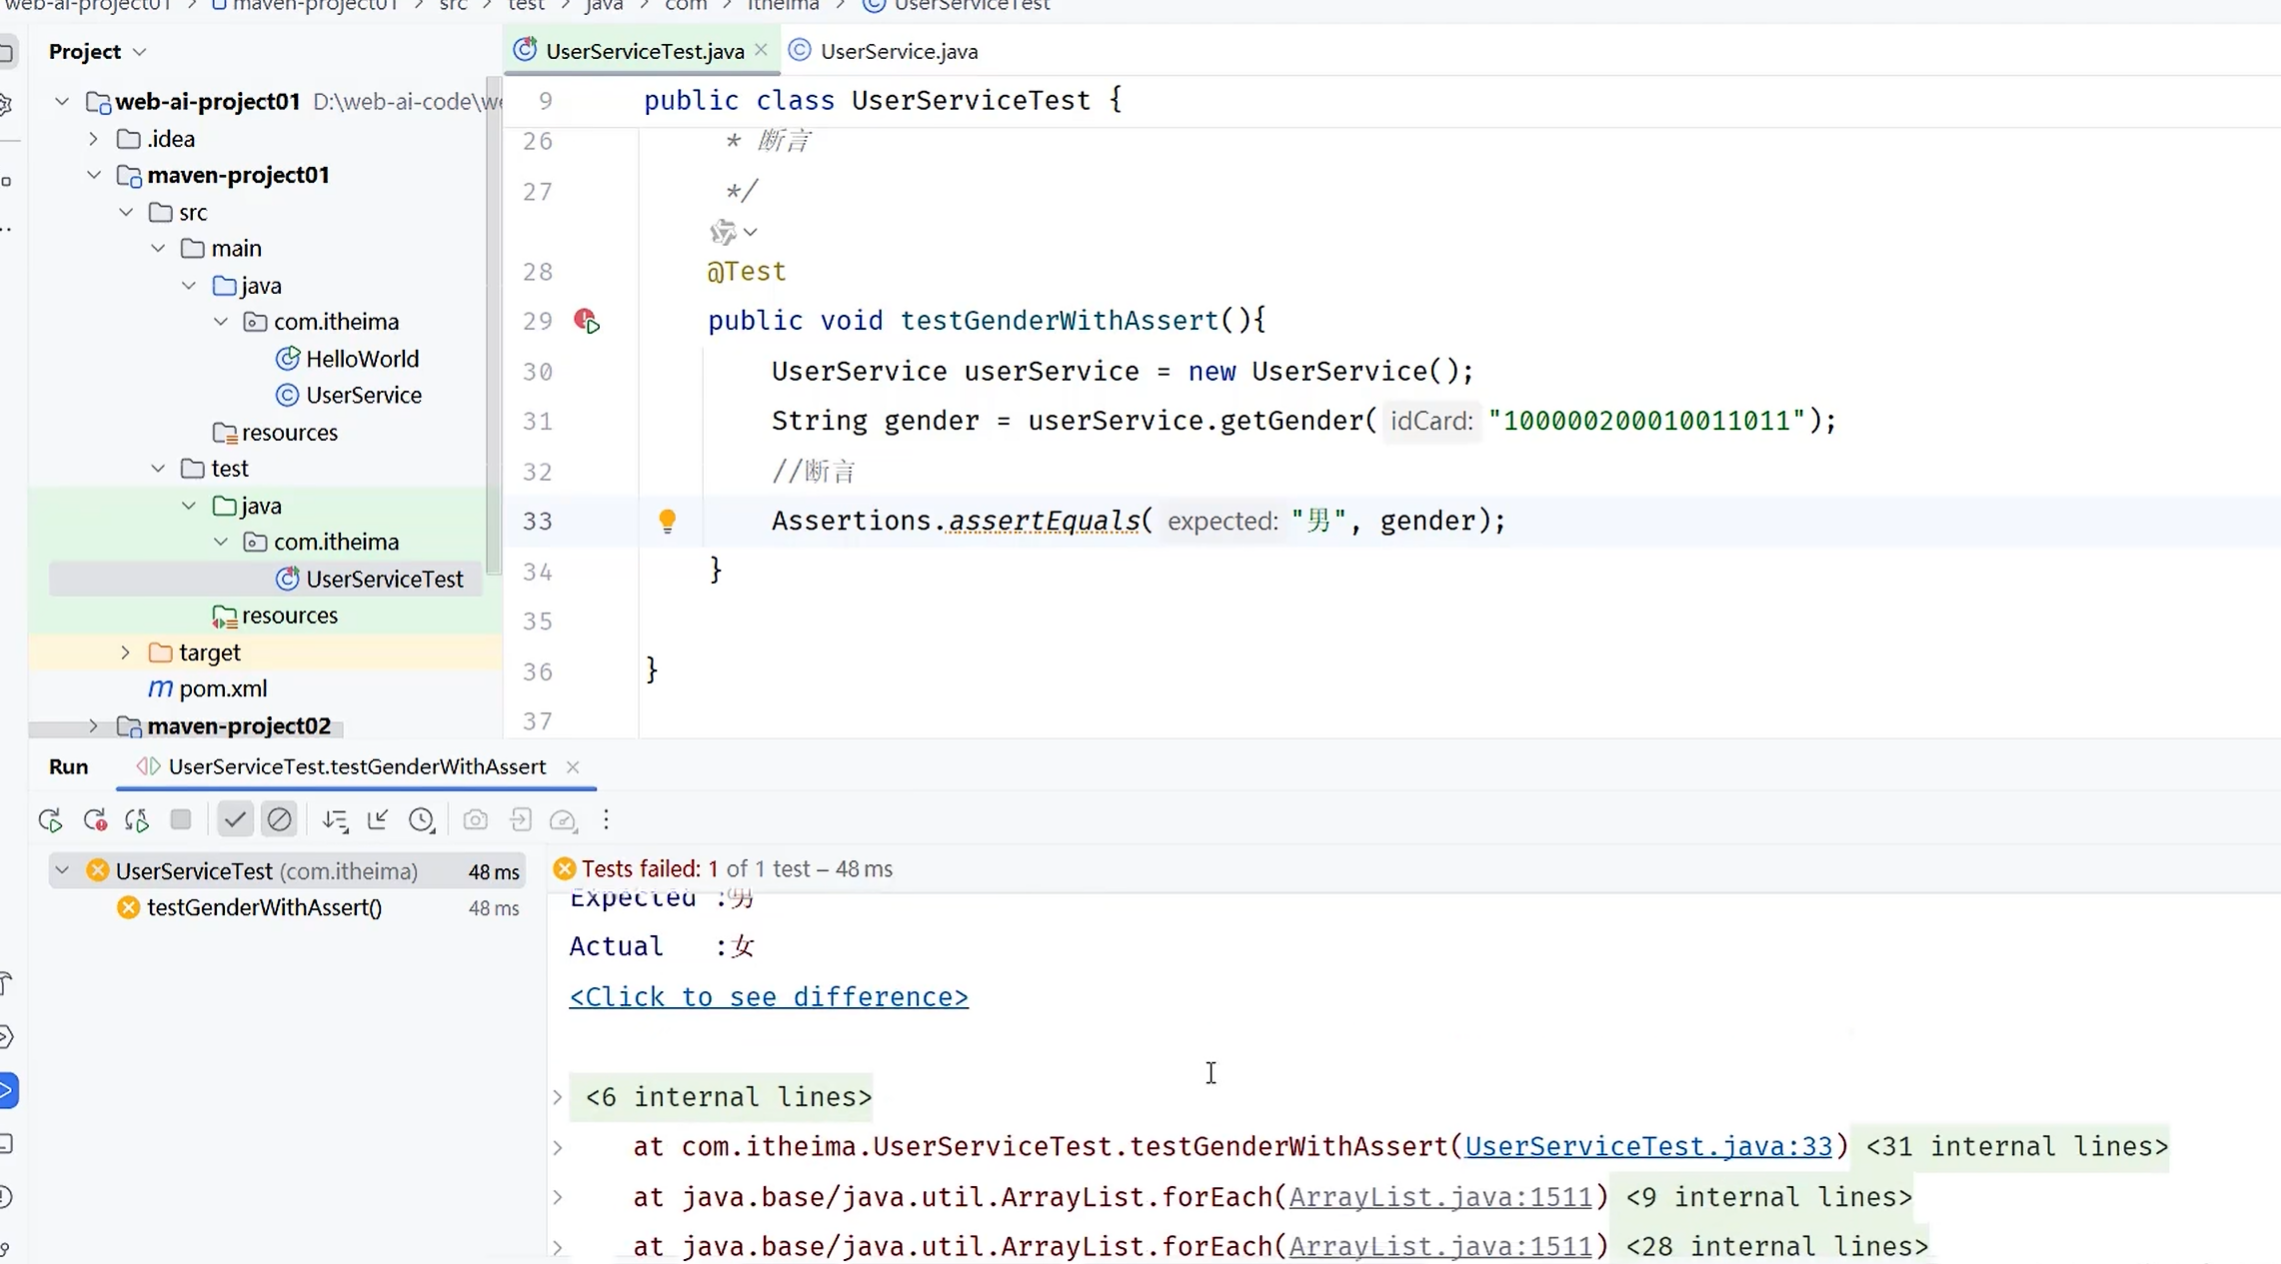 web-ai-project01 > maven-project01 > src > test > java > com > itheima > UserServiceTest
Project
UserServiceTest.java
UserService.java
web-ai-project01 D:\web-ai-code\we
.idea
maven-project01
src
main
java
com.itheima
HelloWorld
UserService
resources
test
java
com.itheima
UserServiceTest
resources
target
pom.xml
maven-project02
9 public class UserServiceTest {
26 * 断言
27 */
28 @Test
29 public void testGenderWithAssert(){
30 UserService userService = new UserService();
31 String gender = userService.getGender( idCard: "100000200010011011");
32 //断言
33 Assertions.assertEquals( expected: "男", gender);
34 }
35
36 }
37
Run UserServiceTest.testGenderWithAssert
UserServiceTest (com.itheima) 48 ms
testGenderWithAssert() 48 ms
Tests failed: 1 of 1 test – 48 ms
Expected :男
Actual :女
<Click to see difference>
<6 internal lines>
at com.itheima.UserServiceTest.testGenderWithAssert(UserServiceTest.java:33) <31 internal lines>
at java.base/java.util.ArrayList.forEach(ArrayList.java:1511) <9 internal lines>
at java.base/java.util.ArrayList.forEach(ArrayList.java:1511) <28 internal lines>